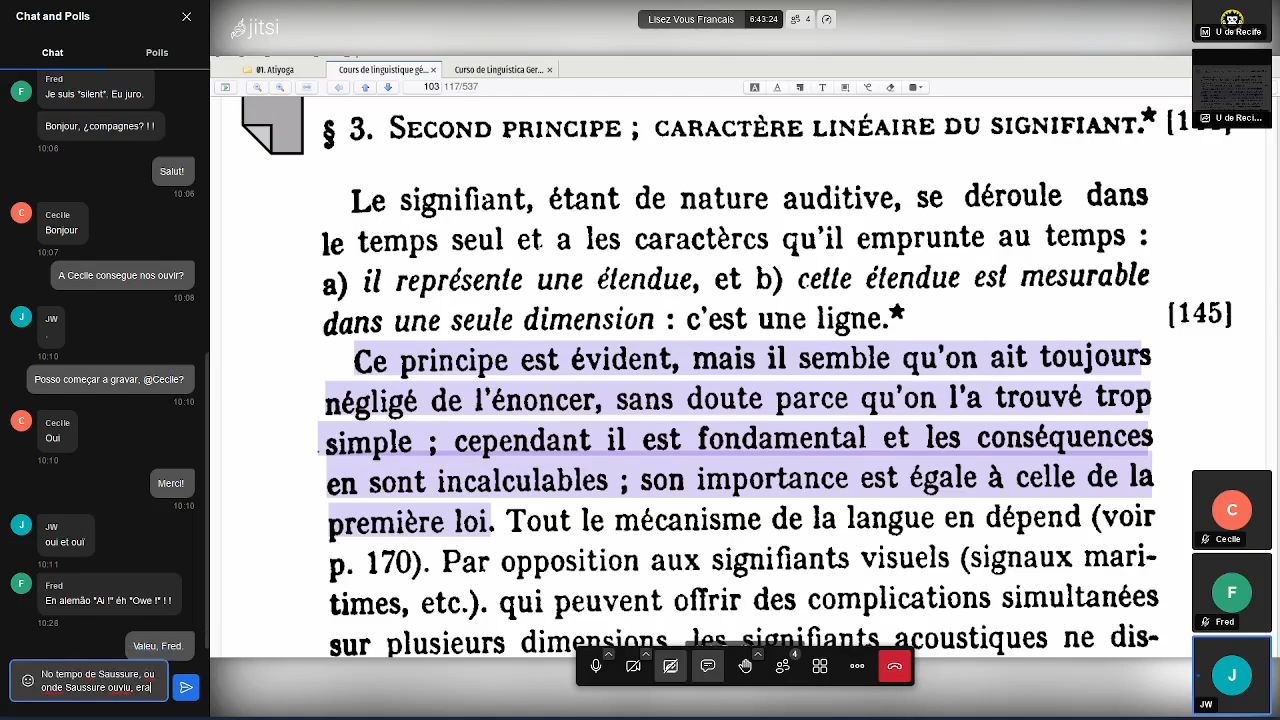 Chat and Polls
Chat
Polls
Fred
Je suis "silent". Eu juro.
Bonjour, ¿compagnes? ! !
10:06
Salut!
10:06
Cecile
Bonjour
10:07
A Cecile consegue nos ouvir?
10:08
JW
.
10:10
Posso começar a gravar, @Cecile?
10:10
Cecile
Oui
10:10
Merci!
10:10
JW
oui et ouï
10:11
Fred
En alemão "Ai !" éh "Owe !" ! !
10:28
Valeu, Fred.
No tempo de Saussure, ou
onde Saussure ouviu, era
jitsi
Lisez Vous Francais
6:43:24
4
01. Atiyoga
Cours de linguistique gé...
Curso de Linguística Ger...
103
117/537
§ 3. SECOND PRINCIPE ; CARACTÈRE LINÉAIRE DU SIGNIFIANT.*
Le signifiant, étant de nature auditive, se déroule dans
le temps seul et a les caractères qu'il emprunte au temps :
a) il représente une étendue, et b) cette étendue est mesurable
dans une seule dimension : c'est une ligne.*
[145]
Ce principe est évident, mais il semble qu'on ait toujours
négligé de l'énoncer, sans doute parce qu'on l'a trouvé trop
simple ; cependant il est fondamental et les conséquences
en sont incalculables ; son importance est égale à celle de la
première loi. Tout le mécanisme de la langue en dépend (voir
p. 170). Par opposition aux signifiants visuels (signaux mari-
times, etc.). qui peuvent offrir des complications simultanées
sur plusieurs dimensions, les signifiants acoustiques ne dis-
4
M
U de Recife
U de Reci...
C
Cecile
F
Fred
J
JW